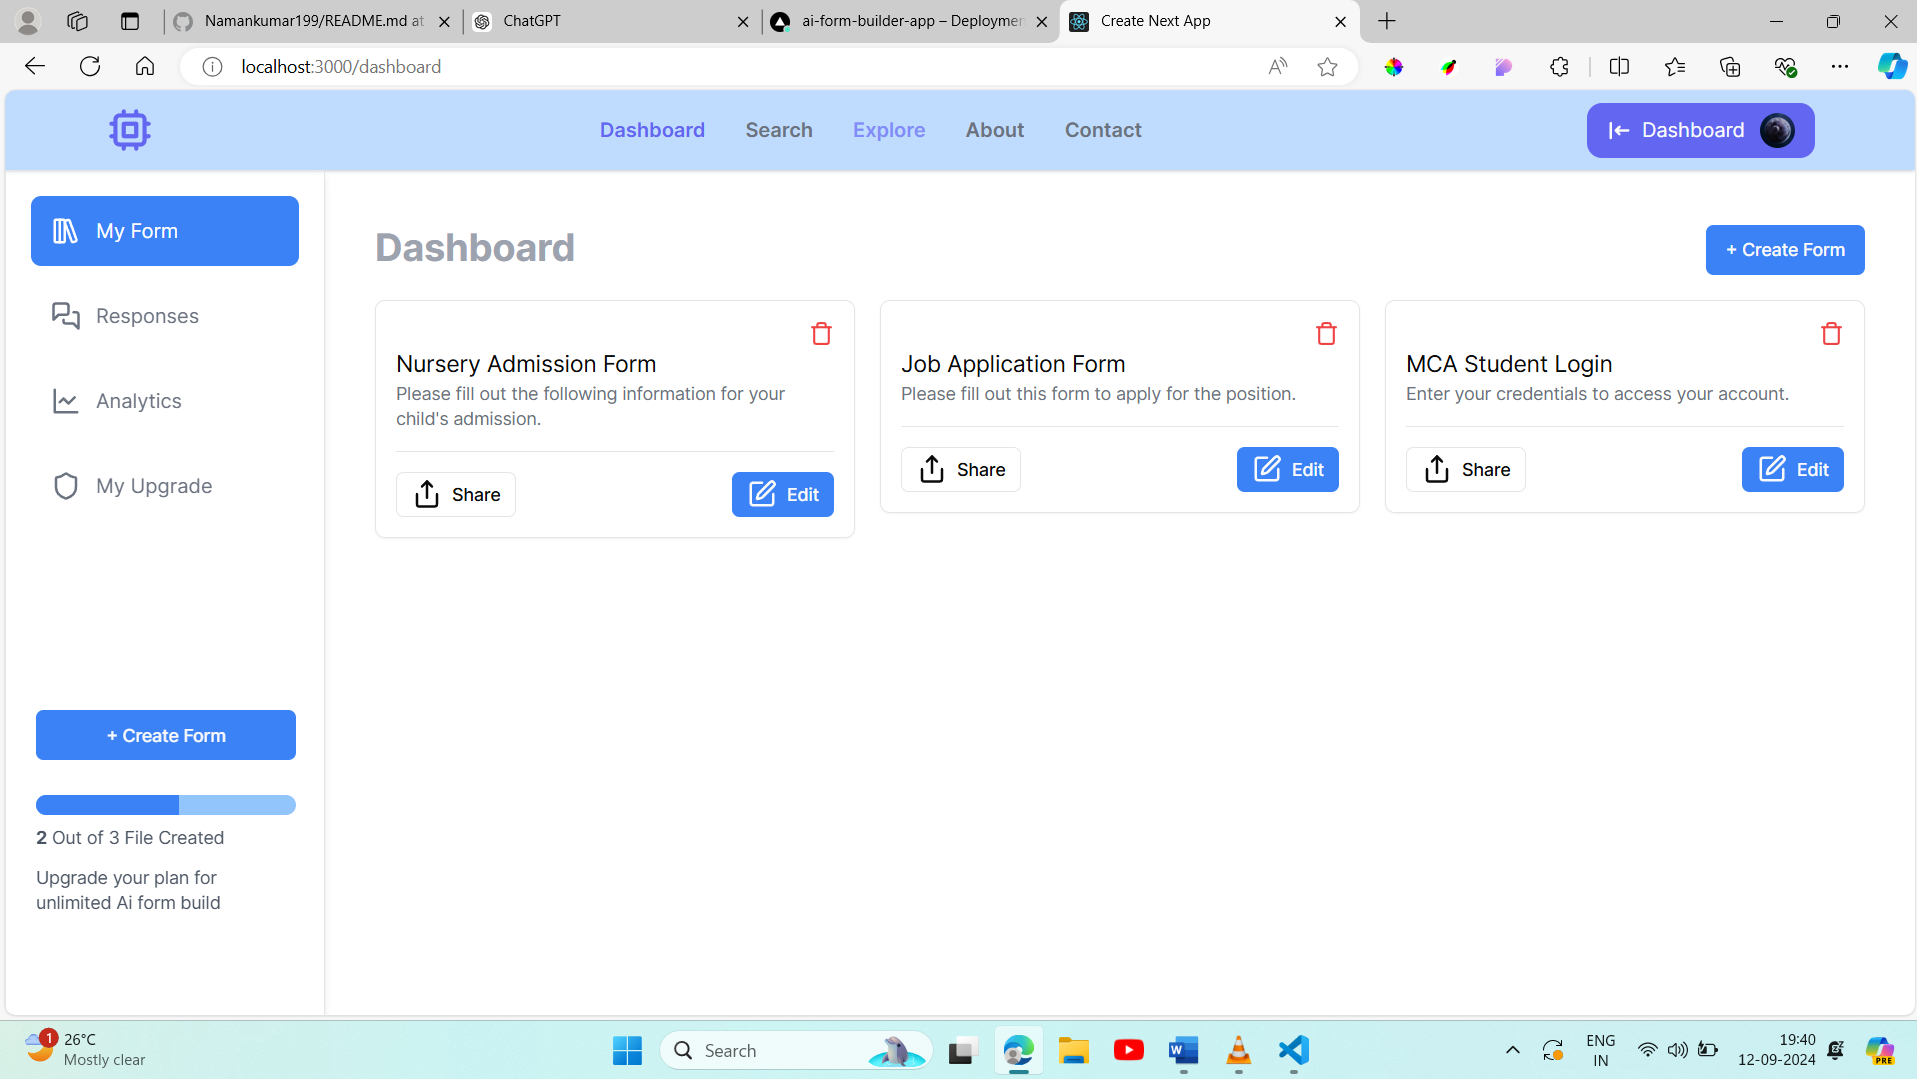 Namankumar199/README.md at
ChatGPT
ai-form-builder-app – Deploymen
Create Next App
localhost:3000/dashboard
Dashboard
Search
Explore
About
Contact
Dashboard
My Form
Responses
Analytics
My Upgrade
+ Create Form
2 Out of 3 File Created
Upgrade your plan for
unlimited Ai form build
Dashboard
+ Create Form
Nursery Admission Form
Please fill out the following information for your
child's admission.
Share
Edit
Job Application Form
Please fill out this form to apply for the position.
Share
Edit
MCA Student Login
Enter your credentials to access your account.
Share
Edit
1
26°C
Mostly clear
Search
ENG
IN
19:40
12-09-2024
PRE